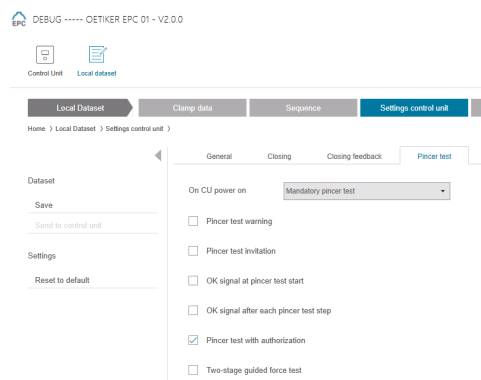 EPC DEBUG ----- OETIKER EPC 01 - V2.0.0
Control Unit Local dataset
Local Dataset Clamp data Sequence Settings control unit
Home > Local Dataset > Settings control unit >
General Closing Closing feedback Pincer test
Dataset
Save
Send to control unit
Settings
Reset to default
On CU power on Mandatory pincer test
Pincer test warning
Pincer test invitation
OK signal at pincer test start
OK signal after each pincer test step
Pincer test with authorization
Two-stage guided force test